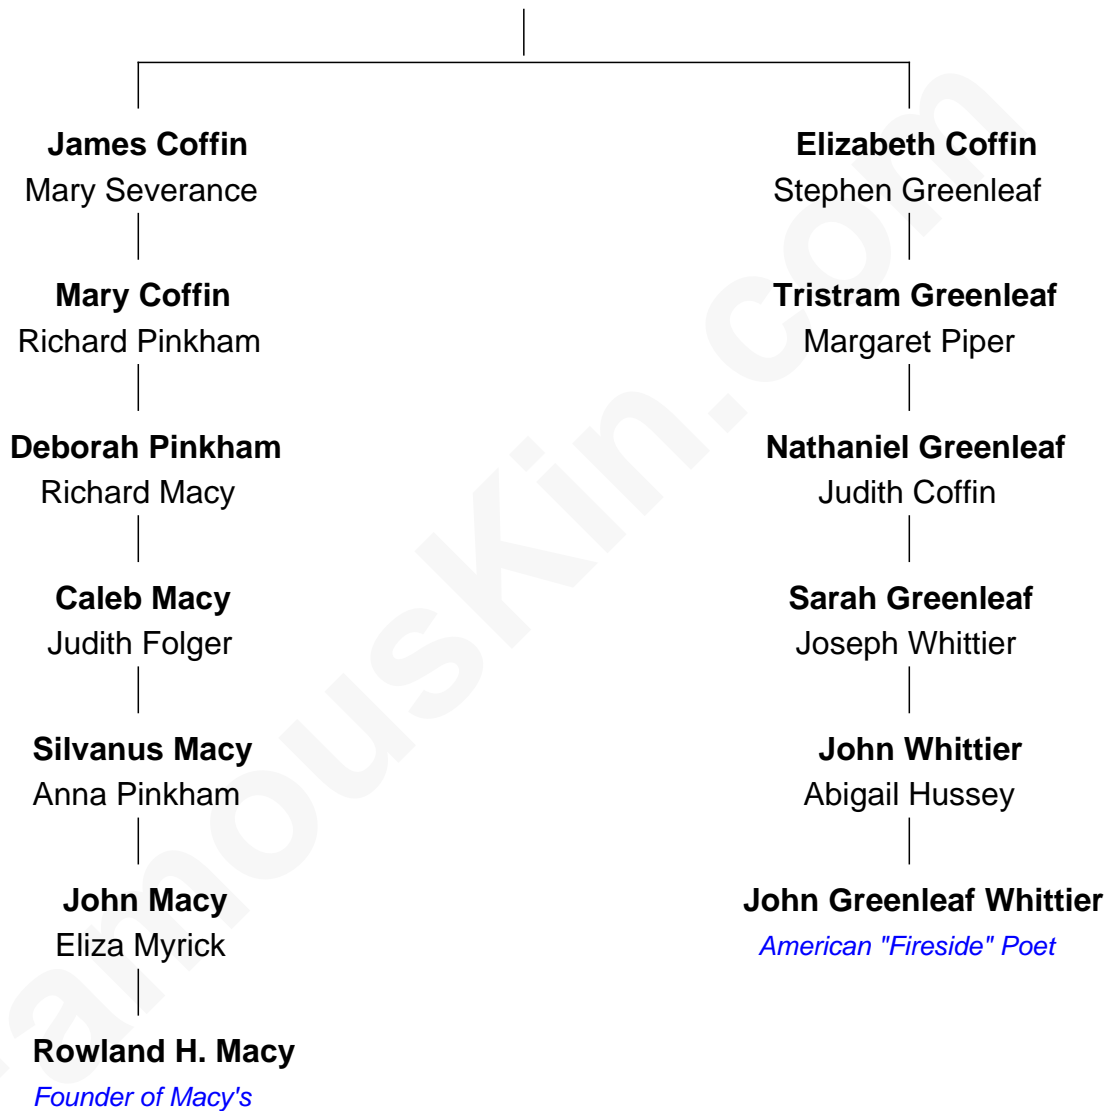 James Coffin
Mary Severance
Mary Coffin
Richard Pinkham
Deborah Pinkham
Richard Macy
Caleb Macy
Judith Folger
Silvanus Macy
Anna Pinkham
John Macy
Eliza Myrick
Rowland H. Macy
Founder of Macy's
Elizabeth Coffin
Stephen Greenleaf
Tristram Greenleaf
Margaret Piper
Nathaniel Greenleaf
Judith Coffin
Sarah Greenleaf
Joseph Whittier
John Whittier
Abigail Hussey
John Greenleaf Whittier
American "Fireside" Poet
amouskin.com